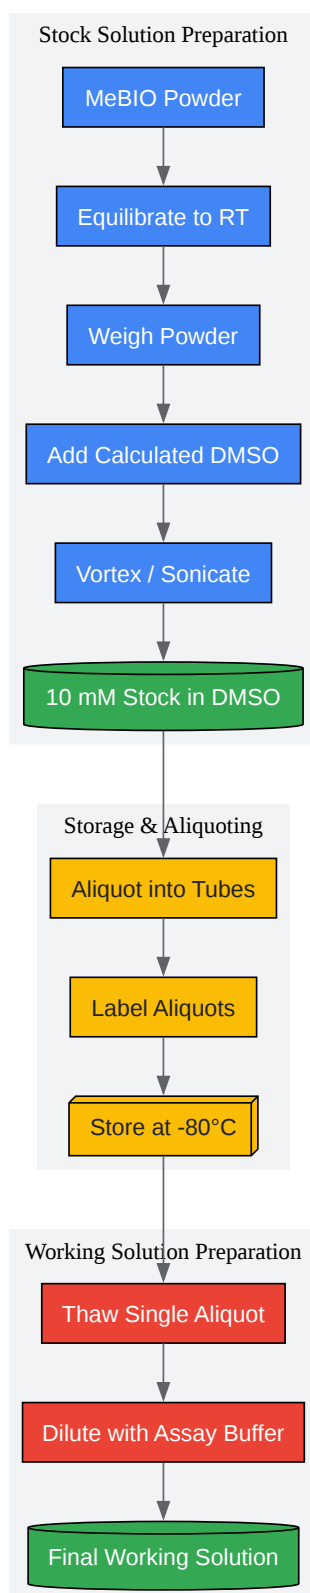 Stock Solution Preparation
MeBIO Powder
Equilibrate to RT
Weigh Powder
Add Calculated DMSO
Vortex / Sonicate
10 mM Stock in DMSO
Storage & Aliquoting
Aliquot into Tubes
Label Aliquots
Store at -80°C
Working Solution Preparation
Thaw Single Aliquot
Dilute with Assay Buffer
Final Working Solution